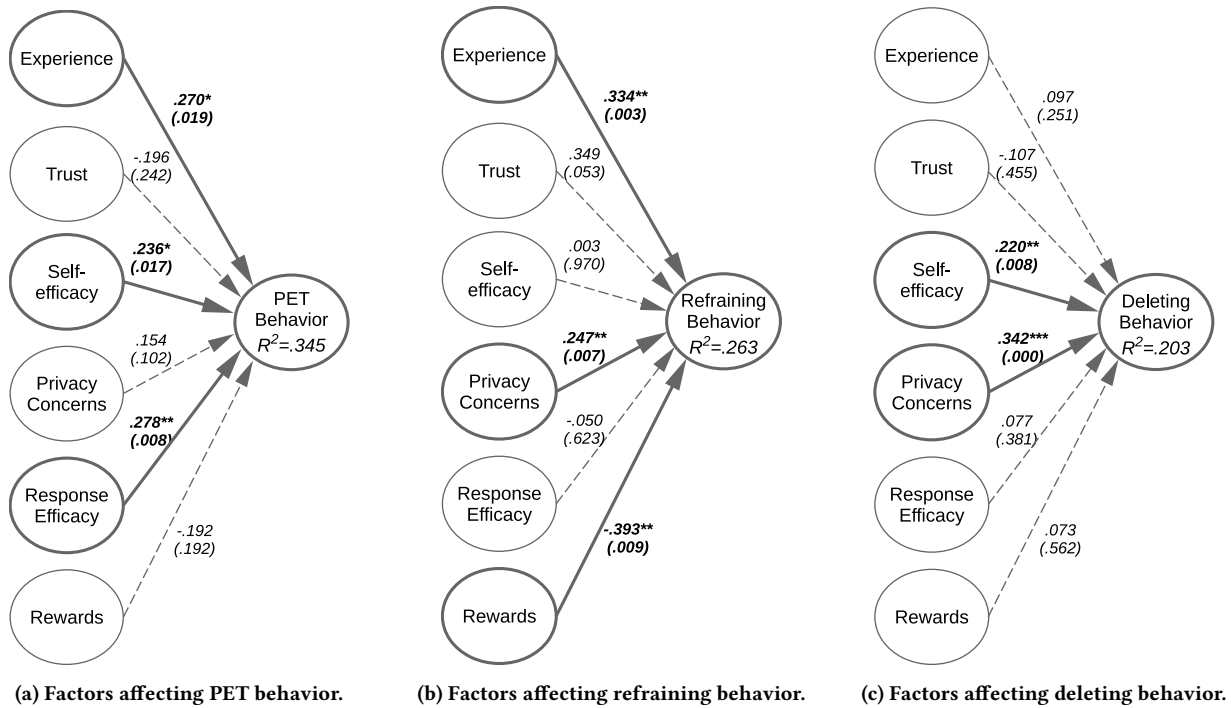 Experience
.270*
(.019)
Trust
-.196
(.242)
Self-
efficacy
.236*
(.017)
PET
Behavior
R²=.345
Privacy
Concerns
.154
(.102)
Response
Efficacy
.278**
(.008)
Rewards
-.192
(.192)
(a) Factors affecting PET behavior.
Experience
.334**
(.003)
Trust
.349
(.053)
Self-
efficacy
.003
(.970)
Refraining
Behavior
R²=.263
Privacy
Concerns
.247**
(.007)
Response
Efficacy
-.050
(.623)
Rewards
-.393**
(.009)
(b) Factors affecting refraining behavior.
Experience
.097
(.251)
Trust
-.107
(.455)
Self-
efficacy
.220**
(.008)
Deleting
Behavior
R²=.203
Privacy
Concerns
.342***
(.000)
Response
Efficacy
.077
(.381)
Rewards
.073
(.562)
(c) Factors affecting deleting behavior.